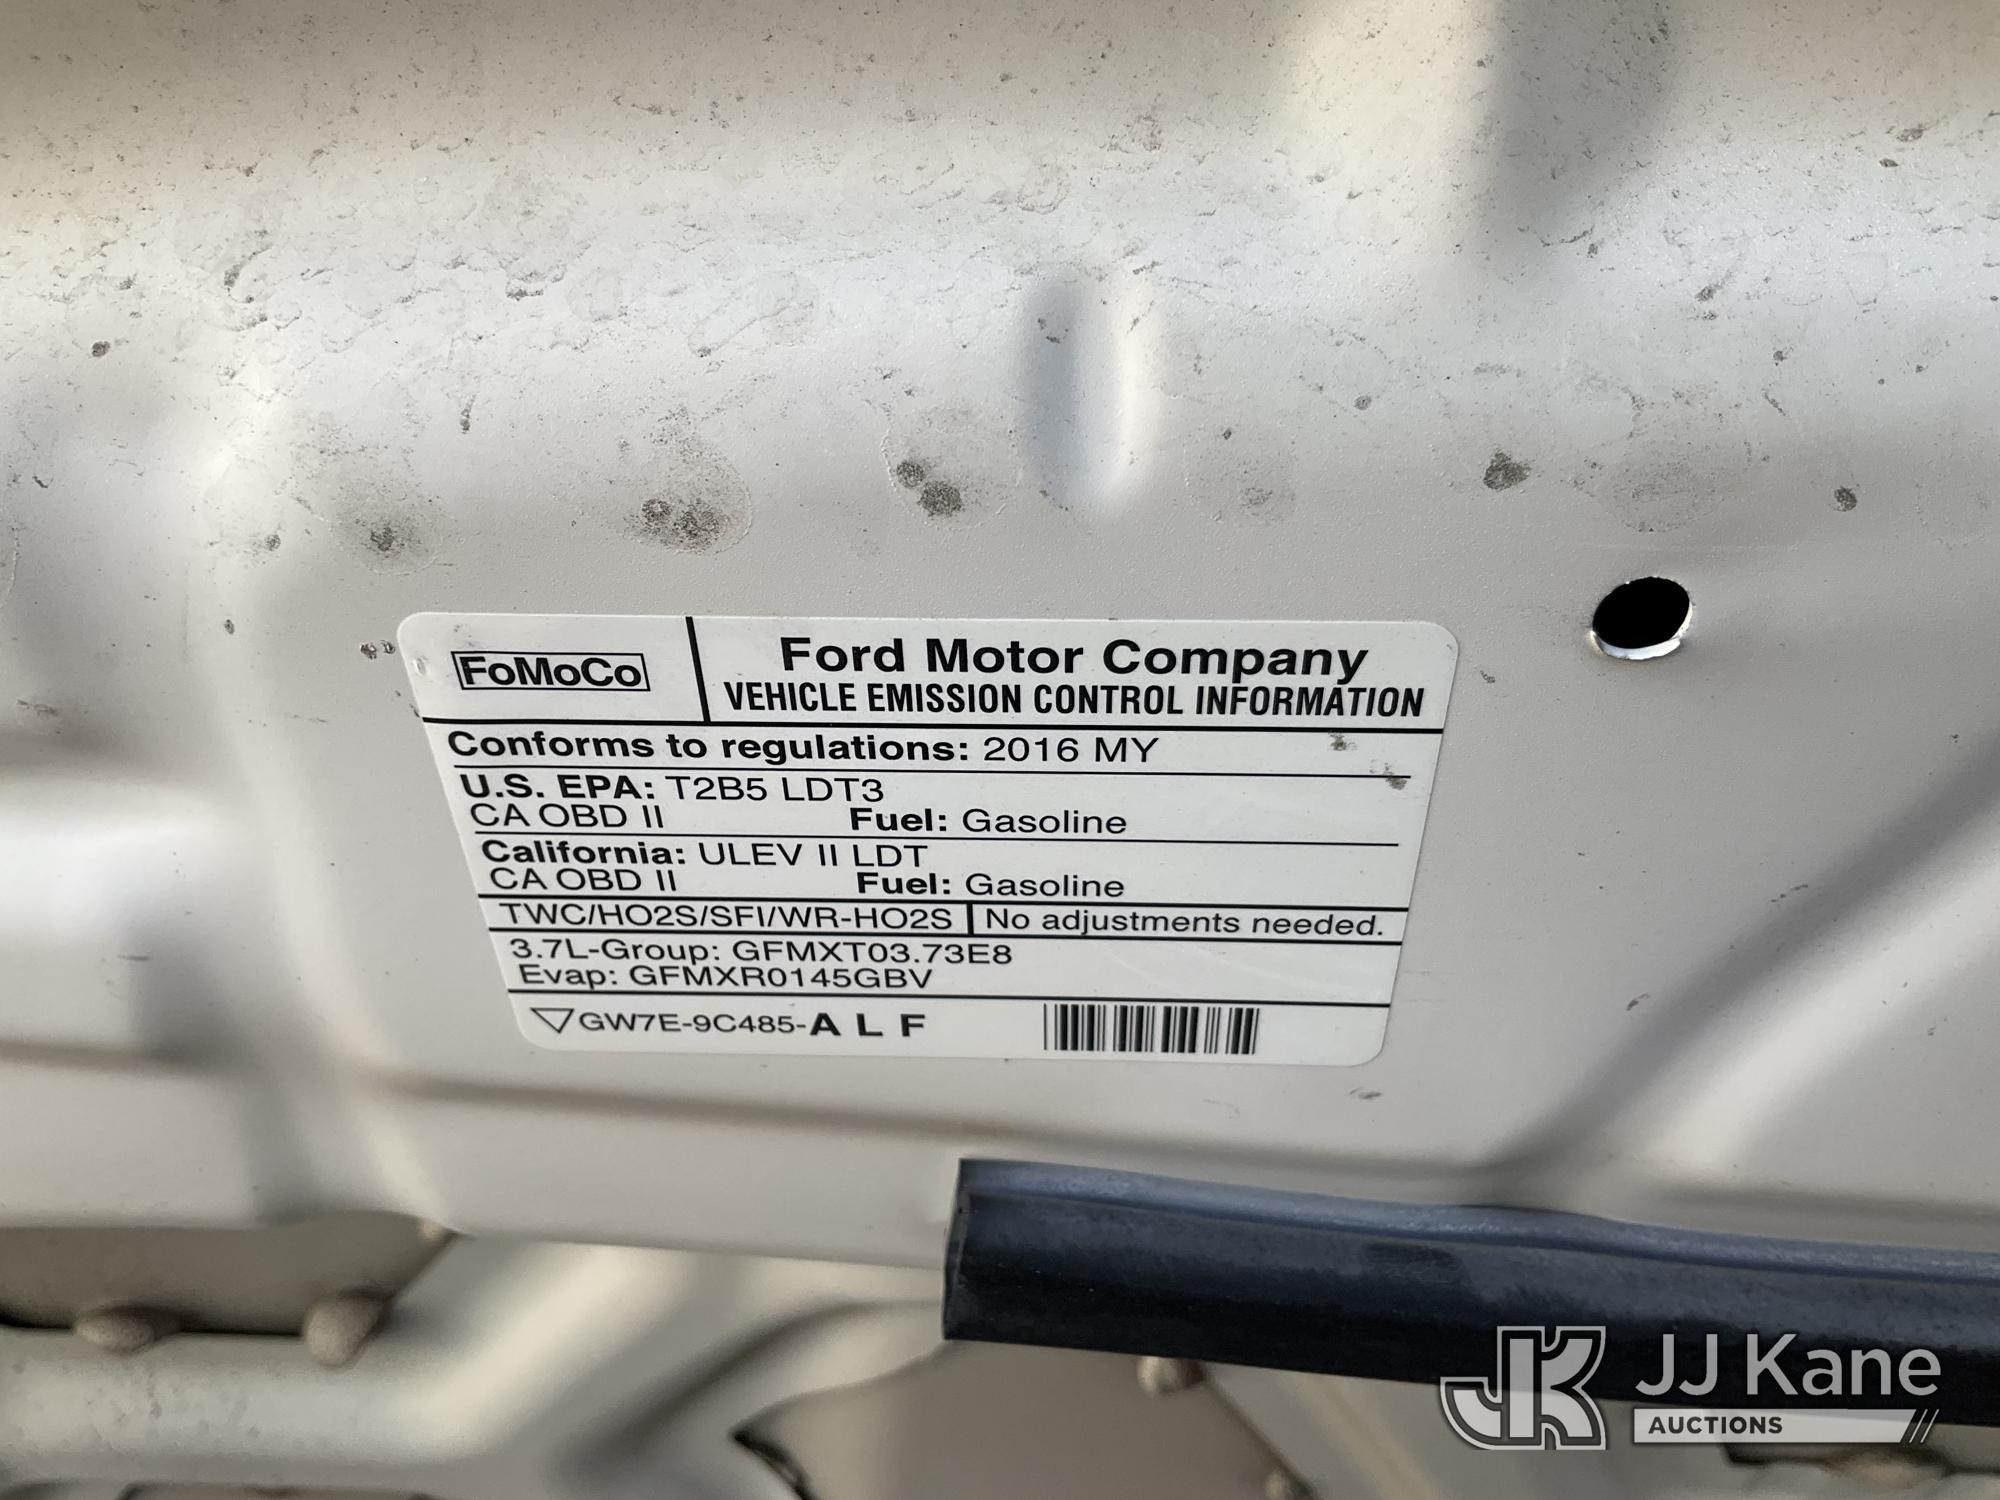 FoMoCo
Ford Motor Company
VEHICLE EMISSION CONTROL INFORMATION
Conforms to regulations: 2016 MY
U.S. EPA: T2B5 LDT3
CA OBD II Fuel: Gasoline
California: ULEV II LDT
CA OBD II Fuel: Gasoline
TWC/HO2S/SFI/WR-HO2S No adjustments needed.
3.7L-Group: GFMXT03.73E8
Evap: GFMXR0145GBV
GW7E-9C485-A L F
JK JJ Kane
AUCTIONS